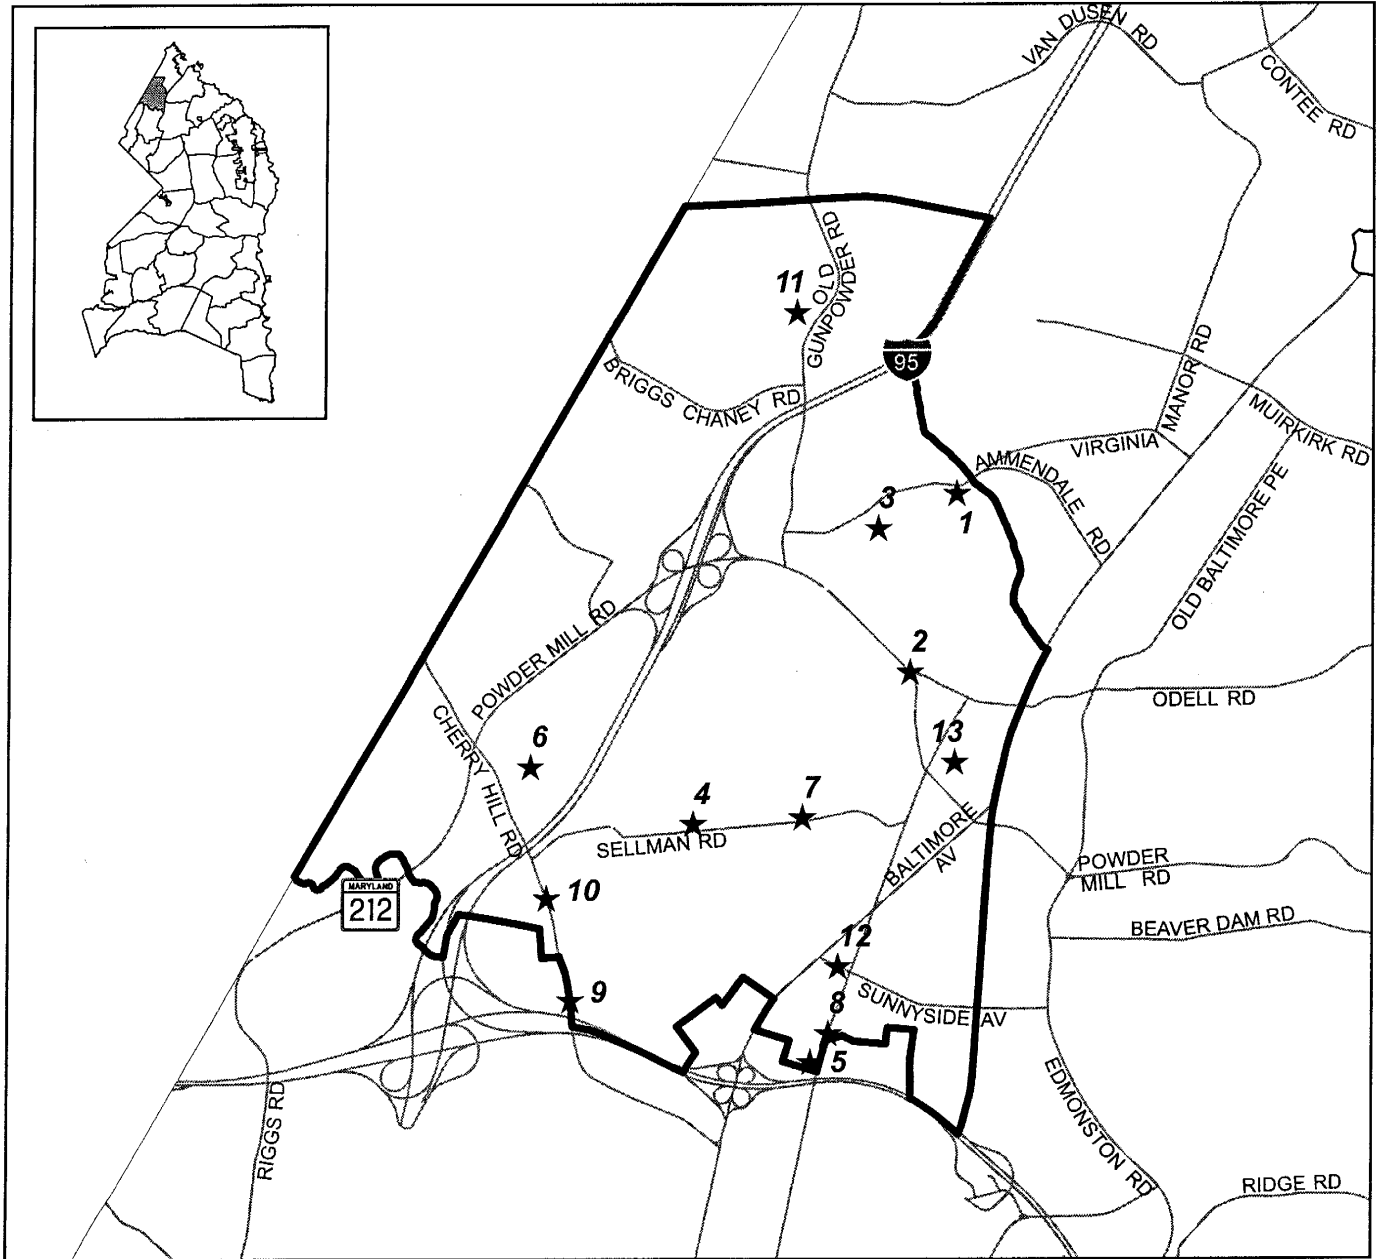 VAN DUSEN RD
CONTEE RD
OLD
GUNPOWDER RD
11
95
BRIGGS CHANEY RD
MANOR RD
VIRGINIA
MUIRKIRK RD
AMMENDALE RD
3
1
OLD BALTIMORE PE
POWDER MILL RD
2
ODELL RD
CHERRY HILL RD
6
13
4
7
SELLMAN RD
BALTIMORE
AV
POWDER
MILL RD
MARYLAND
212
10
BEAVER DAM RD
12
9
8
SUNNYSIDE AV
5
EDMONSTON RD
RIGGS RD
RIDGE RD